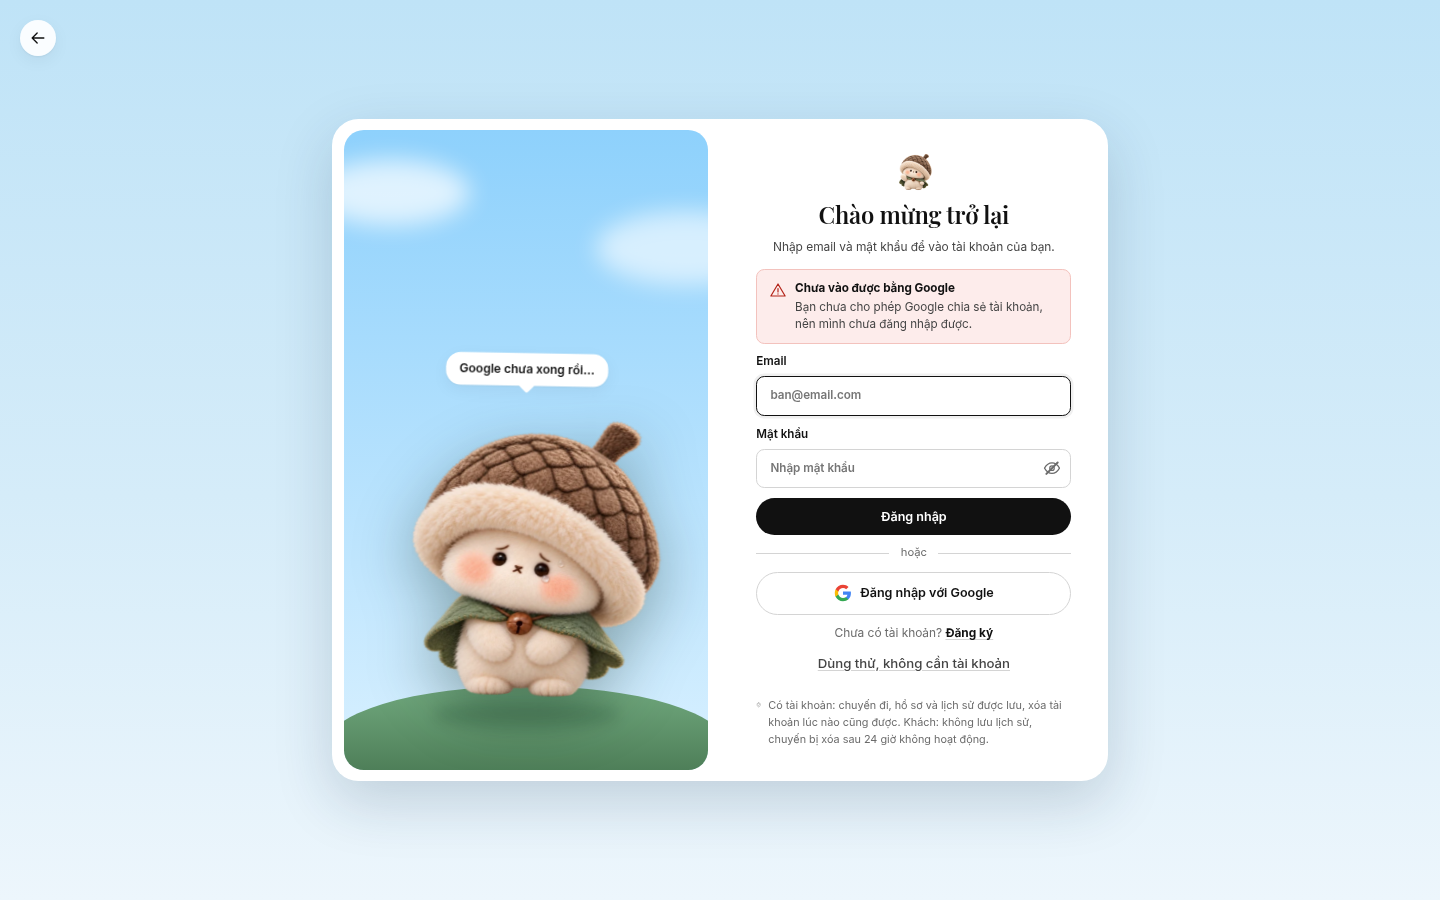 Google chưa xong rồi...
Chào mừng trở lại
Nhập email và mật khẩu để vào tài khoản của bạn.
Chưa vào được bằng Google
Bạn chưa cho phép Google chia sẻ tài khoản,
nên mình chưa đăng nhập được.
Email
ban@email.com
Mật khẩu
Nhập mật khẩu
Đăng nhập
hoặc
Đăng nhập với Google
Chưa có tài khoản? Đăng ký
Dùng thử, không cần tài khoản
Có tài khoản: chuyến đi, hồ sơ và lịch sử được lưu, xóa tài
khoản lúc nào cũng được. Khách: không lưu lịch sử,
chuyến bị xóa sau 24 giờ không hoạt động.